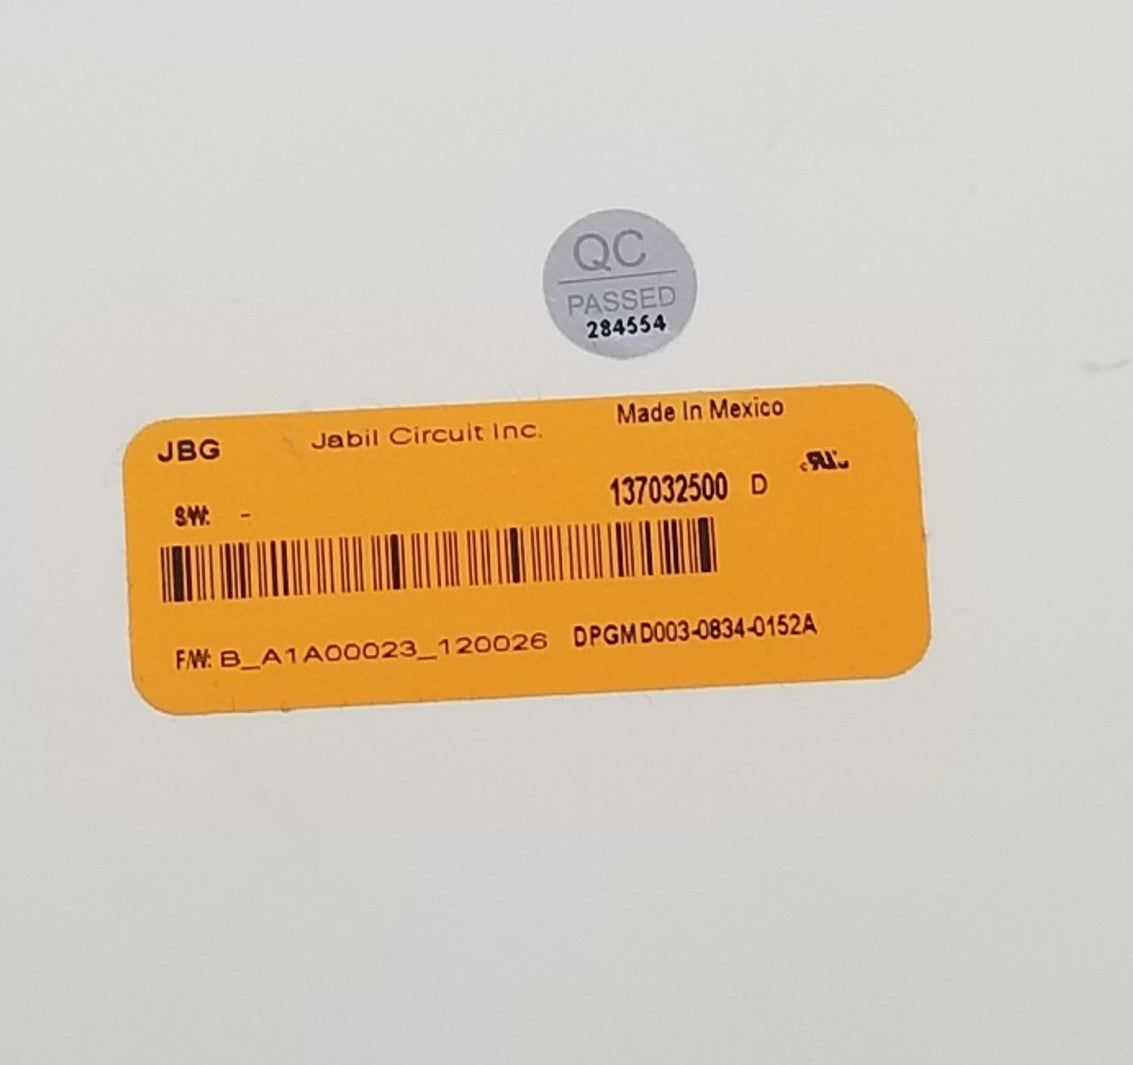 QC
PASSED
284554
JBG Jabil Circuit Inc. Made In Mexico
S/W: - 137032500 D
F/W: B_A1A00023_120026 DPGMD003-0834-0152A